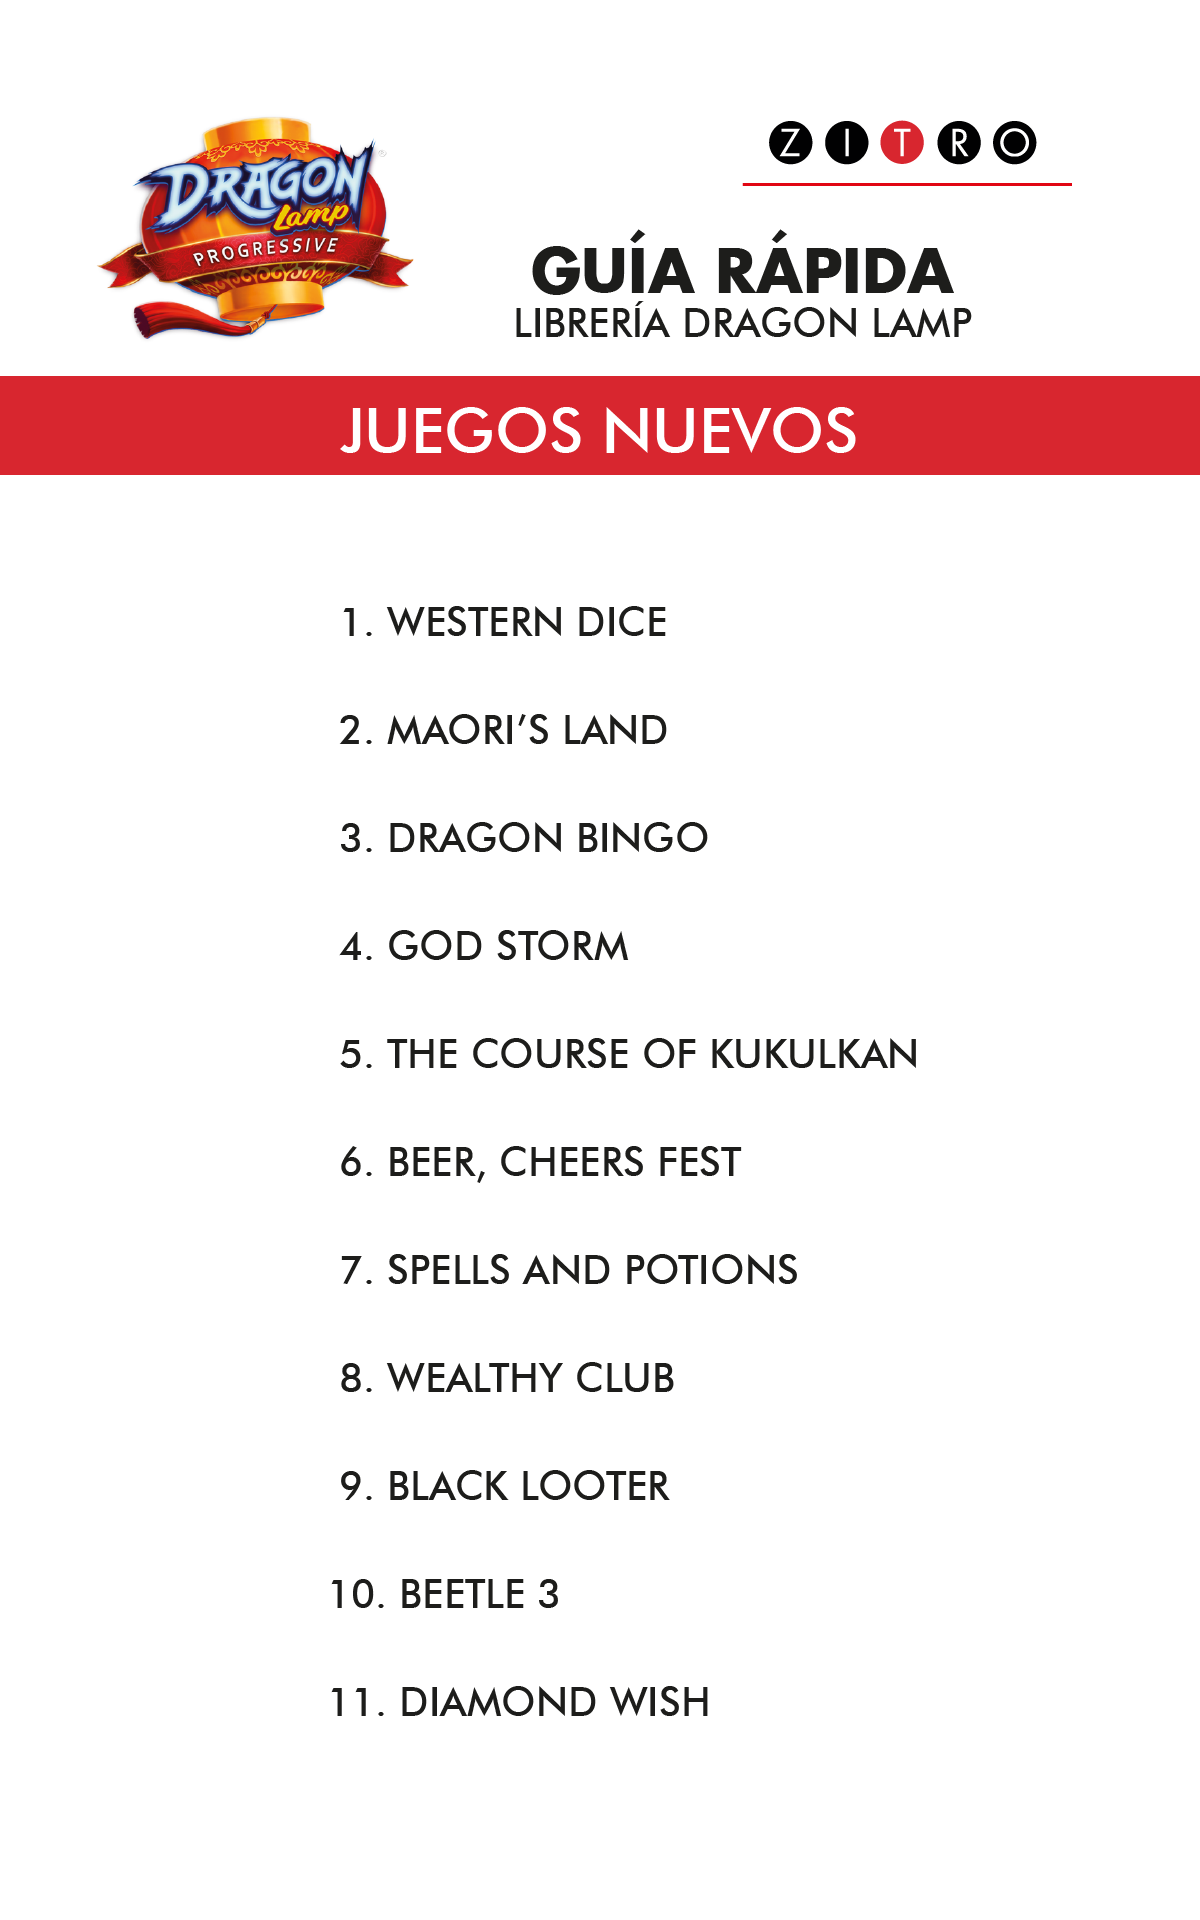 ZITRO
DRAGON
Lamp
PROGRESSIVE
®
GUÍA RÁPIDA
LIBRERÍA DRAGON LAMP
JUEGOS NUEVOS
1. WESTERN DICE
2. MAORI’S LAND
3. DRAGON BINGO
4. GOD STORM
5. THE COURSE OF KUKULKAN
6. BEER, CHEERS FEST
7. SPELLS AND POTIONS
8. WEALTHY CLUB
9. BLACK LOOTER
10. BEETLE 3
11. DIAMOND WISH